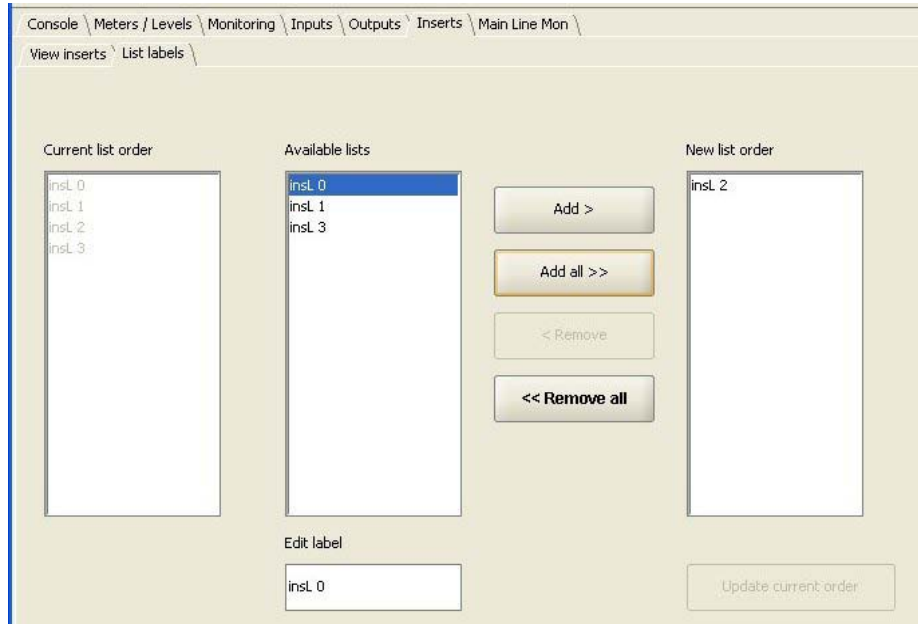 Console Meters / Levels Monitoring Inputs Outputs Inserts Main Line Mon
View inserts List labels
Current list order
insL 0
insL 1
insL 2
insL 3
Available lists
insL 0
insL 1
insL 3
Add >
Add all >>
< Remove
<< Remove all
New list order
insL 2
Edit label
insL 0
Update current order